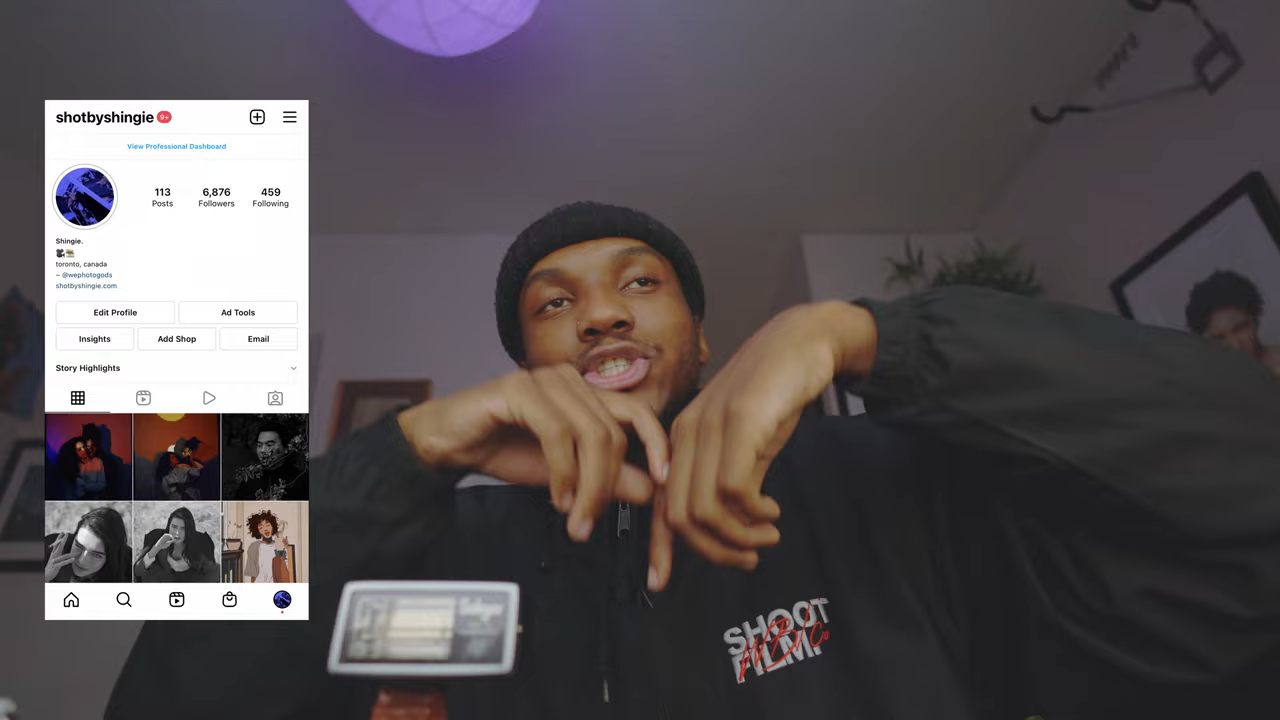 shotbyshingie 9+
View Professional Dashboard
113 6,876 459
Posts Followers Following
Shingie.
toronto, canada
~ @wephotogods
shotbyshingie.com
Edit Profile Ad Tools
Insights Add Shop Email
Story Highlights
SHOOT
FILM!